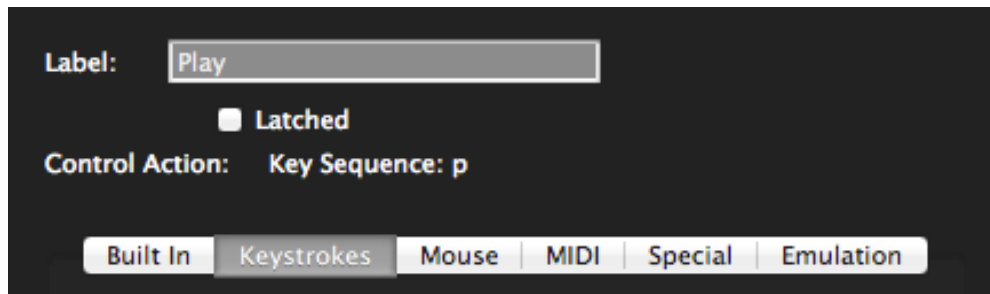 Label: Play
Latched
Control Action: Key Sequence: p
Built In Keystrokes Mouse MIDI Special Emulation